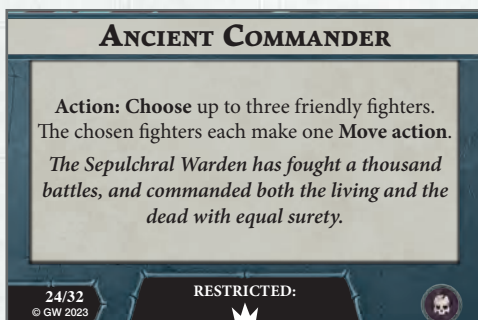 ANCIENT COMMANDER
Action: Choose up to three friendly fighters.
The chosen fighters each make one Move action.
The Sepulchral Warden has fought a thousand
battles, and commanded both the living and the
dead with equal surety.
24/32
© GW 2023
RESTRICTED: